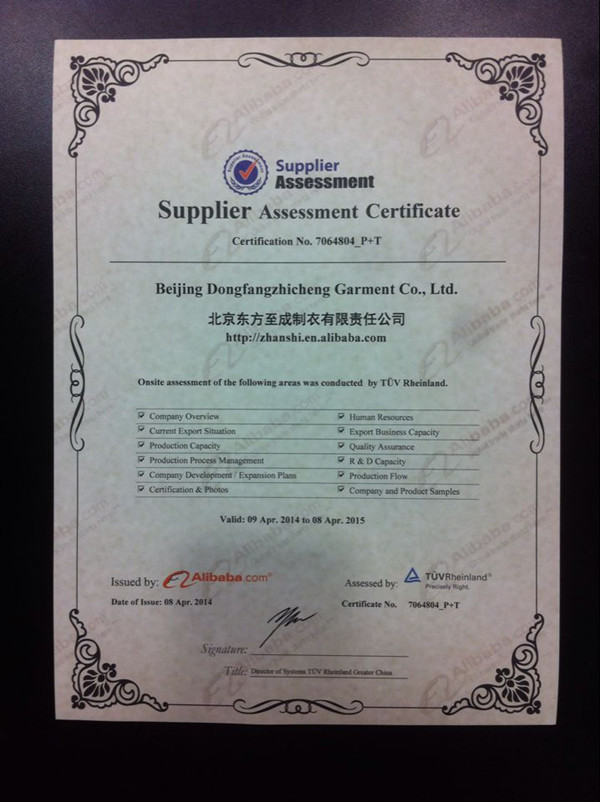 Supplier
Assessment
Supplier Assessment Certificate
Certification No. 7064804_P+T
Beijing Dongfangzhicheng Garment Co., Ltd.
北京东方至成制衣有限责任公司
http://zhanshi.en.alibaba.com
Onsite assessment of the following areas was conducted by TÜV Rheinland.
Company Overview
Current Export Situation
Production Capacity
Production Process Management
Company Development / Expansion Plans
Certification & Photos
Human Resources
Export Business Capacity
Quality Assurance
R & D Capacity
Production Flow
Company and Product Samples
Valid: 09 Apr. 2014 to 08 Apr. 2015
Issued by: Alibaba.com®
Date of Issue: 08 Apr. 2014
Assessed by: TÜVRheinland®
Precisely Right.
Certificate No. 7064804_P+T
Signature:
Title: Director of Systems TÜV Rheinland Greater China